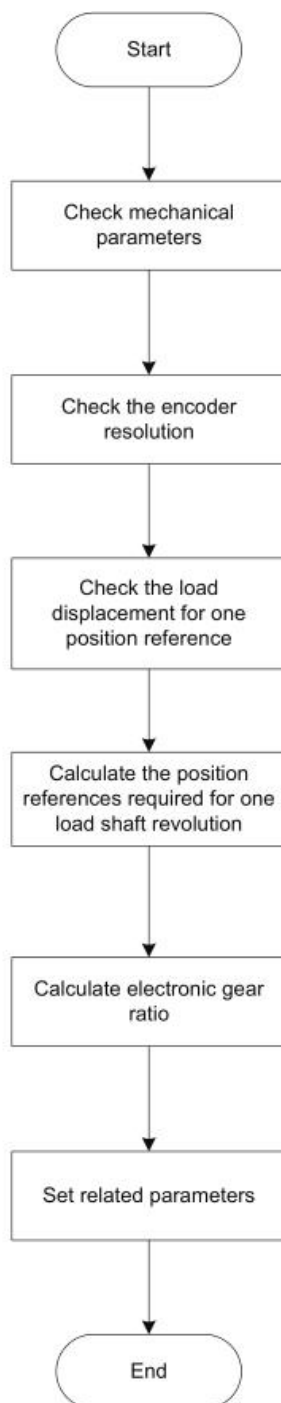 Start
Check mechanical
parameters
Check the encoder
resolution
Check the load
displacement for one
position reference
Calculate the position
references required for one
load shaft revolution
Calculate electronic gear
ratio
Set related parameters
End